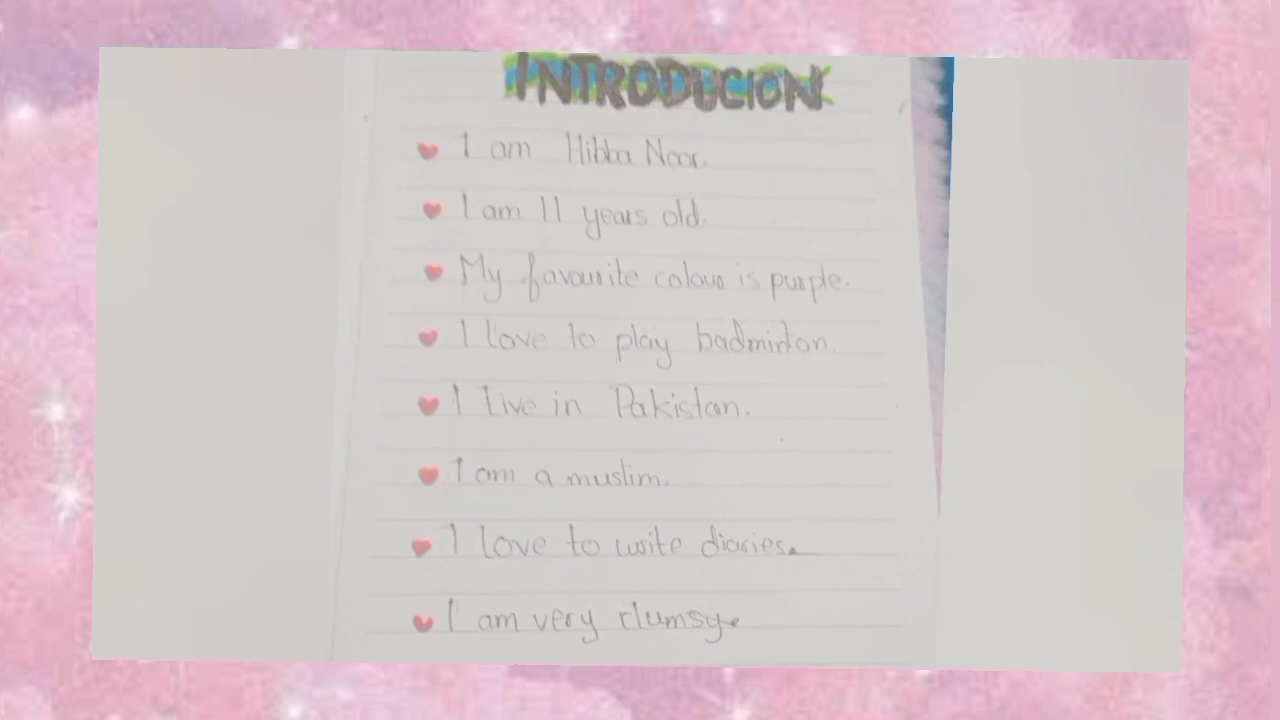 INTRODUCION
I am Hibba Noor.
I am 11 years old.
My favourite colour is purple.
I love to play badminton.
I live in Pakistan.
I am a muslim.
I love to write diaries.
I am very clumsy.